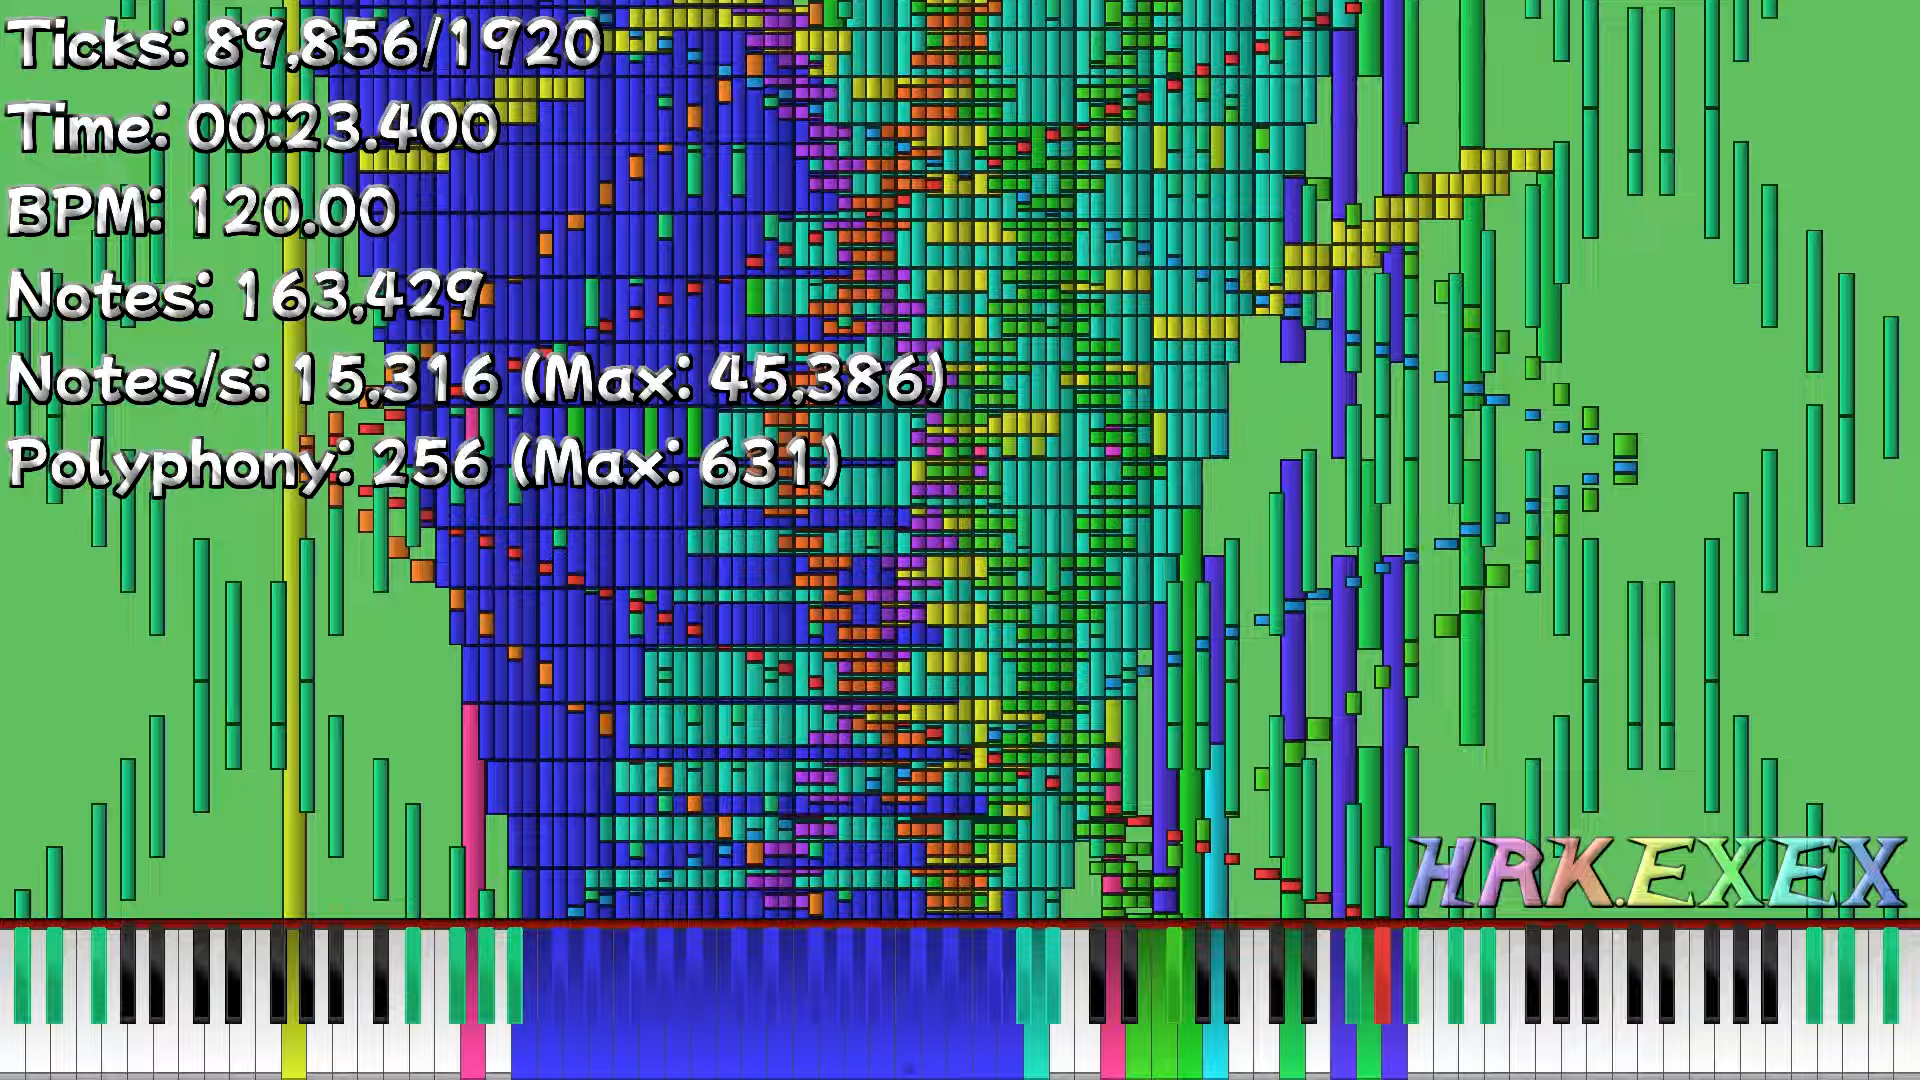 Ticks: 89,856/1920
Time: 00:23.400
BPM: 120.00
Notes: 163,429
Notes/s: 15,316 (Max: 45,386)
Polyphony: 256 (Max: 631)
HRK.EXEX